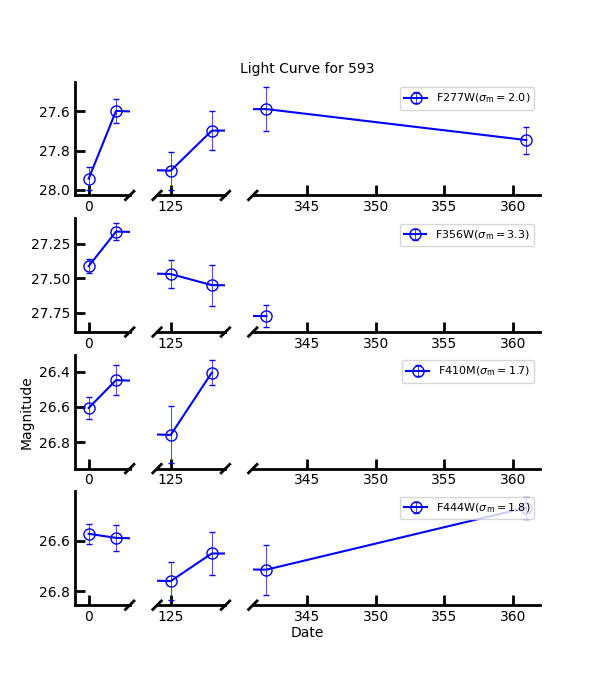 Light Curve for 593
F277W(σm = 2.0)
27.6
27.8
28.0
0 125 345 350 355 360
F356W(σm = 3.3)
27.25
27.50
27.75
0 125 345 350 355 360
F410M(σm = 1.7)
26.4
26.6
26.8
Magnitude
0 125 345 350 355 360
F444W(σm = 1.8)
26.6
26.8
0 125 345 350 355 360
Date